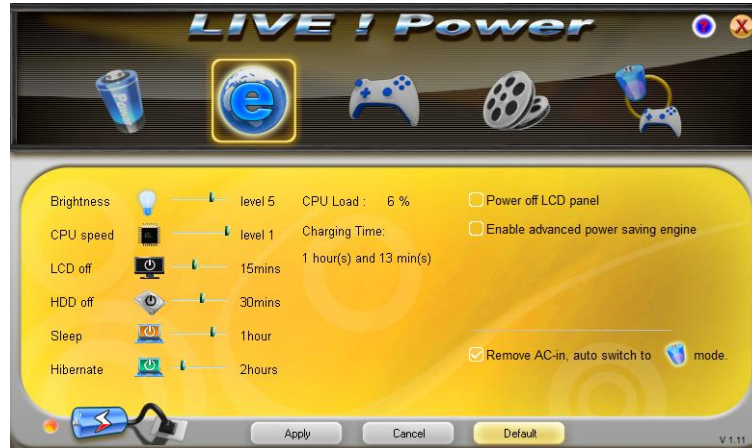 LIVE ! Power
Brightness level 5
CPU speed level 1
LCD off 15mins
HDD off 30mins
Sleep 1hour
Hibernate 2hours
CPU Load : 6 %
Charging Time:
1 hour(s) and 13 min(s)
Power off LCD panel
Enable advanced power saving engine
Remove AC-in, auto switch to mode.
Apply Cancel Default
V 1.11